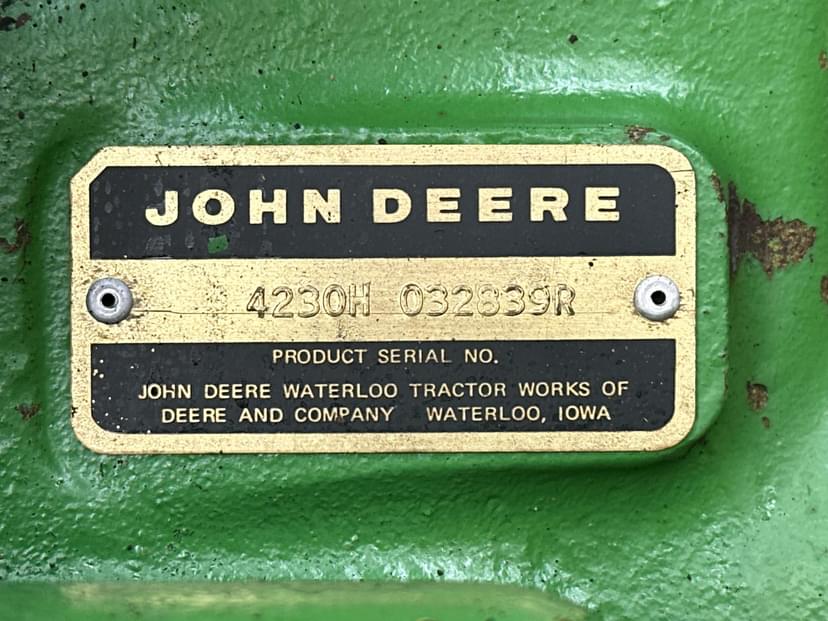 JOHN DEERE
4230H 032839R
PRODUCT SERIAL NO.
JOHN DEERE WATERLOO TRACTOR WORKS OF
DEERE AND COMPANY WATERLOO, IOWA